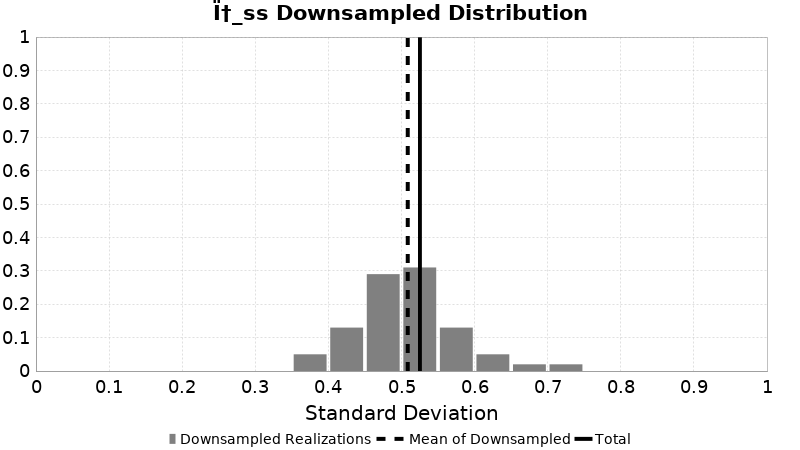 Ï†_ss Downsampled Distribution
1
0.9
0.8
0.7
0.6
0.5
0.4
0.3
0.2
0.1
0
0 0.1 0.2 0.3 0.4 0.5 0.6 0.7 0.8 0.9 1
Standard Deviation
Downsampled Realizations Mean of Downsampled Total